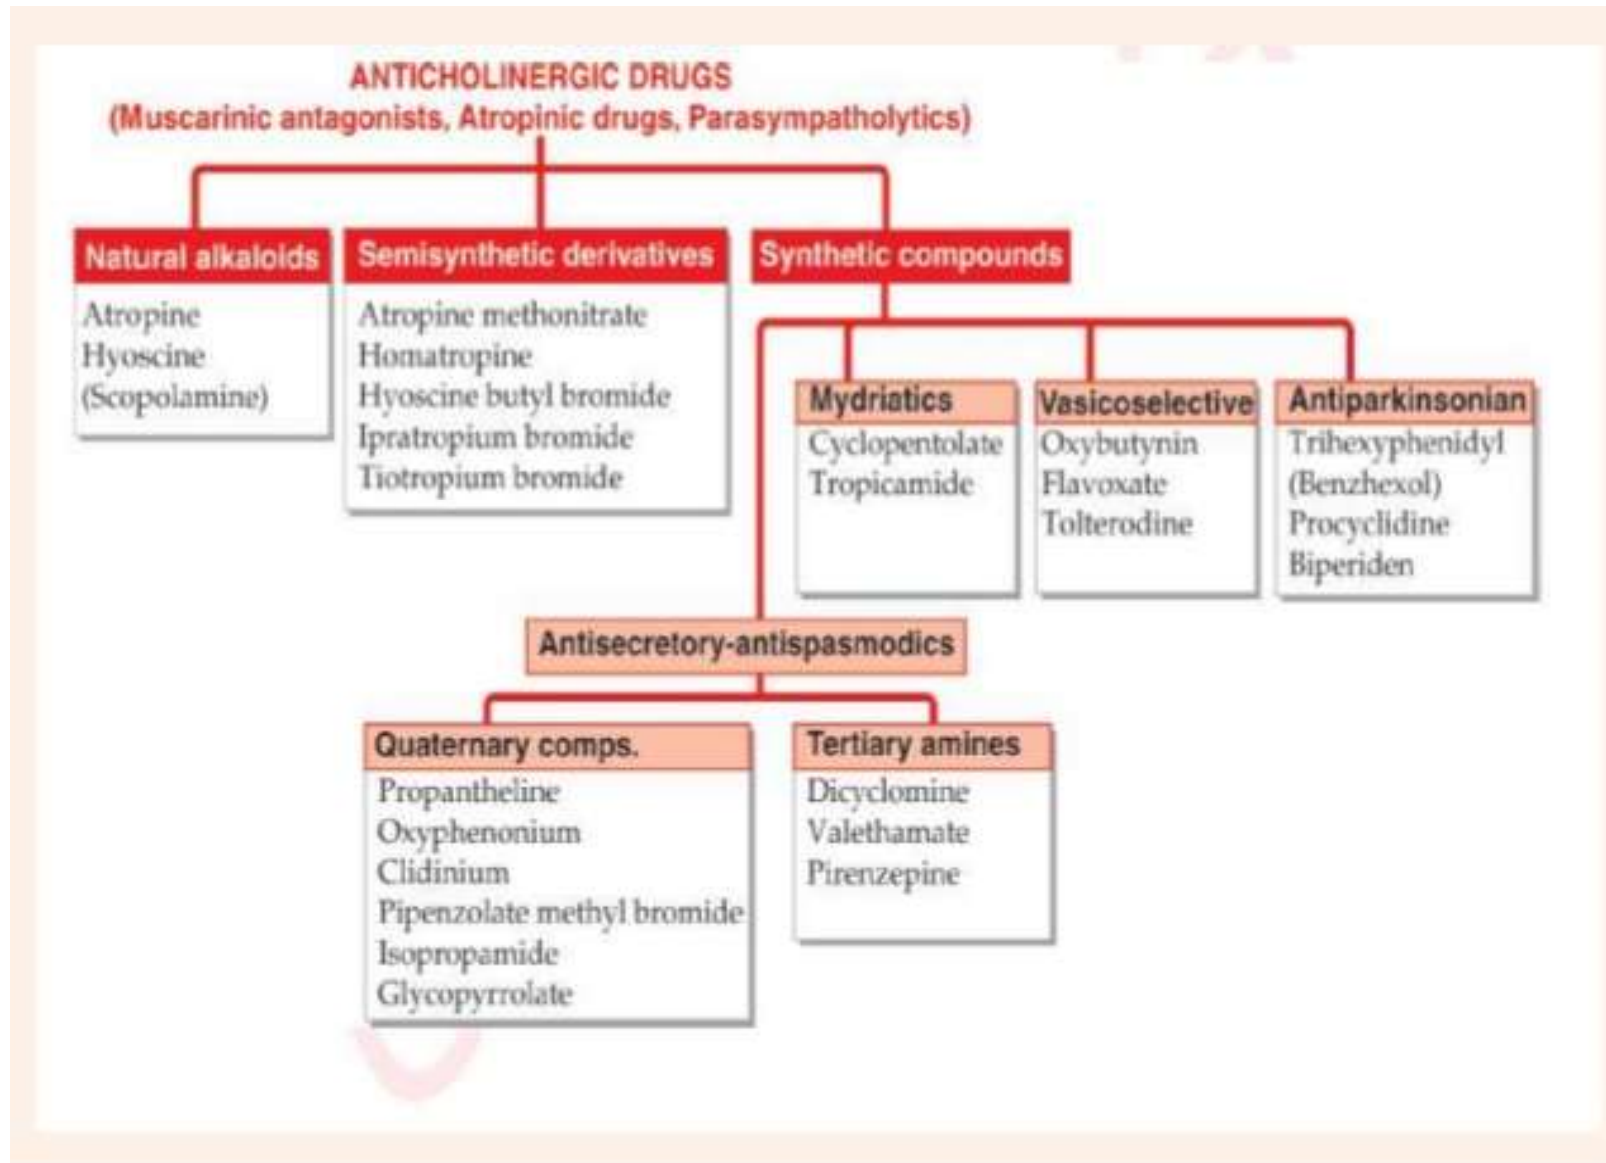 ANTICHOLINERGIC DRUGS
(Muscarinic antagonists, Atropinic drugs, Parasympatholytics)
Natural alkaloids
Atropine
Hyoscine
(Scopolamine)
Semisynthetic derivatives
Atropine methonitrate
Homatropine
Hyoscine butyl bromide
Ipratropium bromide
Tiotropium bromide
Synthetic compounds
Mydriatics
Cyclopentolate
Tropicamide
Vasicoselective
Oxybutynin
Flavoxate
Tolterodine
Antiparkinsonian
Trihexyphenidyl
(Benzhexol)
Procyclidine
Biperiden
Antisecretory-antispasmodics
Quaternary comps.
Propantheline
Oxyphenonium
Clidinium
Pipenzolate methyl bromide
Isopropamide
Glycopyrrolate
Tertiary amines
Dicyclomine
Valethamate
Pirenzepine